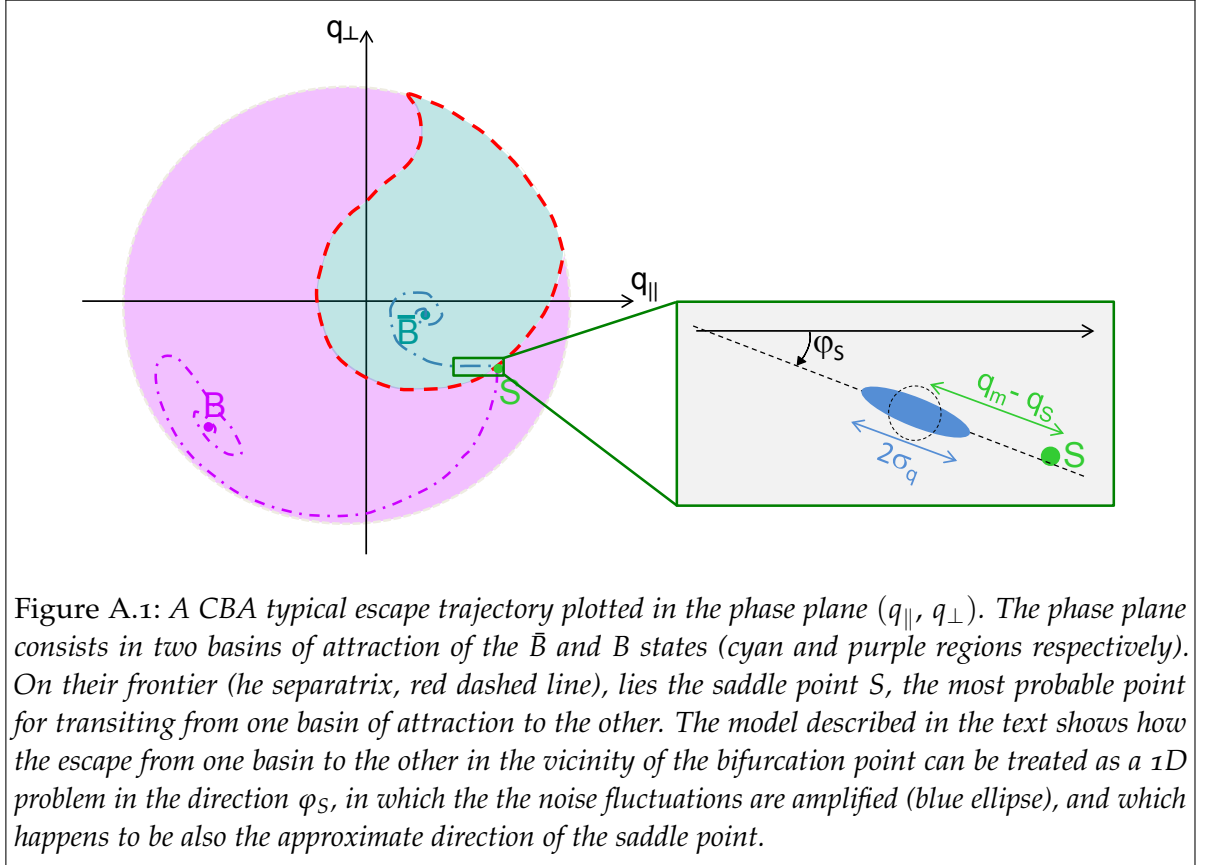 q⊥
q∥
B̄
B
S
φS
qm - qS
2σq
S
Figure A.1: A CBA typical escape trajectory plotted in the phase plane (q∥, q⊥). The phase plane
consists in two basins of attraction of the B̄ and B states (cyan and purple regions respectively).
On their frontier (he separatrix, red dashed line), lies the saddle point S, the most probable point
for transiting from one basin of attraction to the other. The model described in the text shows how
the escape from one basin to the other in the vicinity of the bifurcation point can be treated as a 1D
problem in the direction φS, in which the the noise fluctuations are amplified (blue ellipse), and which
happens to be also the approximate direction of the saddle point.